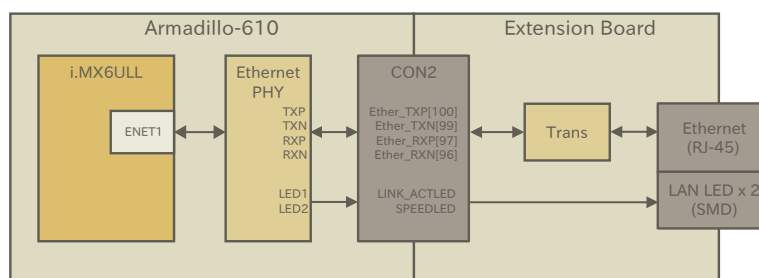 Armadillo-610
Extension Board
i.MX6ULL
ENET1
Ethernet
PHY
TXP
TXN
RXP
RXN
LED1
LED2
CON2
Ether_TXP[100]
Ether_TXN[99]
Ether_RXP[97]
Ether_RXN[96]
LINK_ACTLED
SPEEDLED
Trans
Ethernet
(RJ-45)
LAN LED x 2
(SMD)